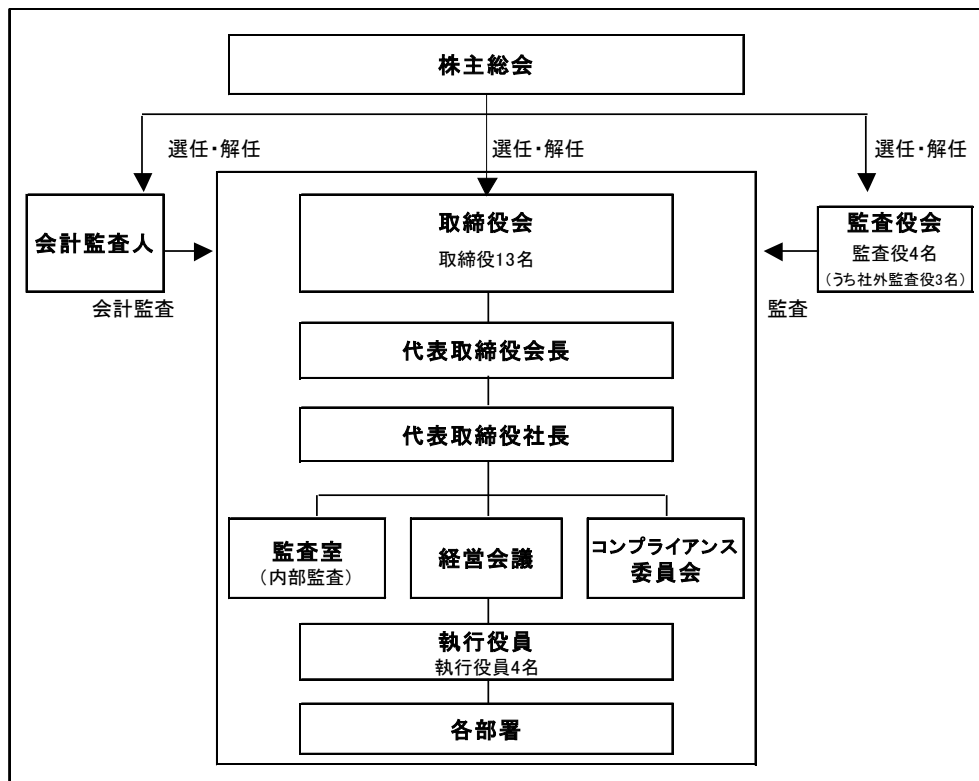 株主総会
選任・解任
選任・解任
選任・解任
会計監査人
会計監査
取締役会
取締役13名
監査役会
監査役4名
（うち社外監査役3名）
監査
代表取締役会長
代表取締役社長
監査室
（内部監査）
経営会議
コンプライアンス
委員会
執行役員
執行役員4名
各部署